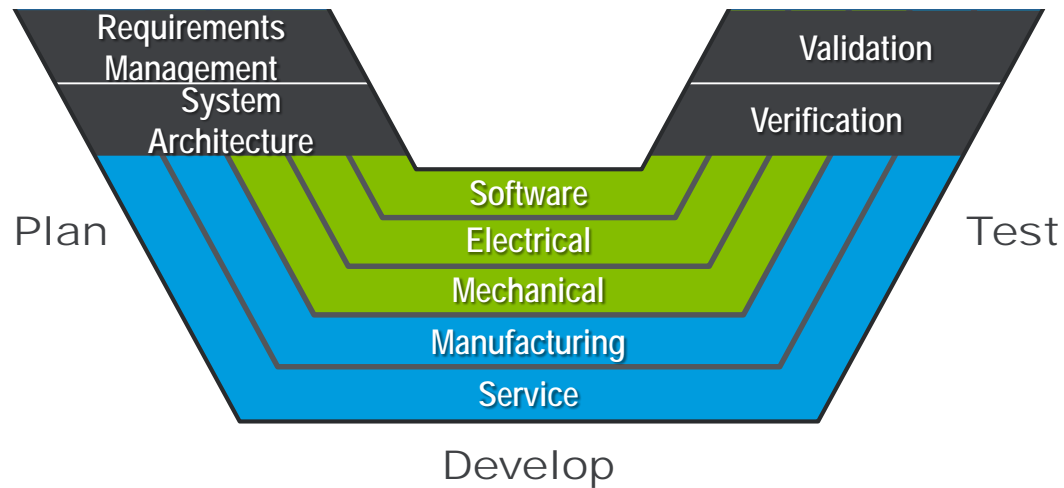 Requirements
Management
System
Architecture
Validation
Verification
Software
Electrical
Mechanical
Manufacturing
Service
Plan
Test
Develop